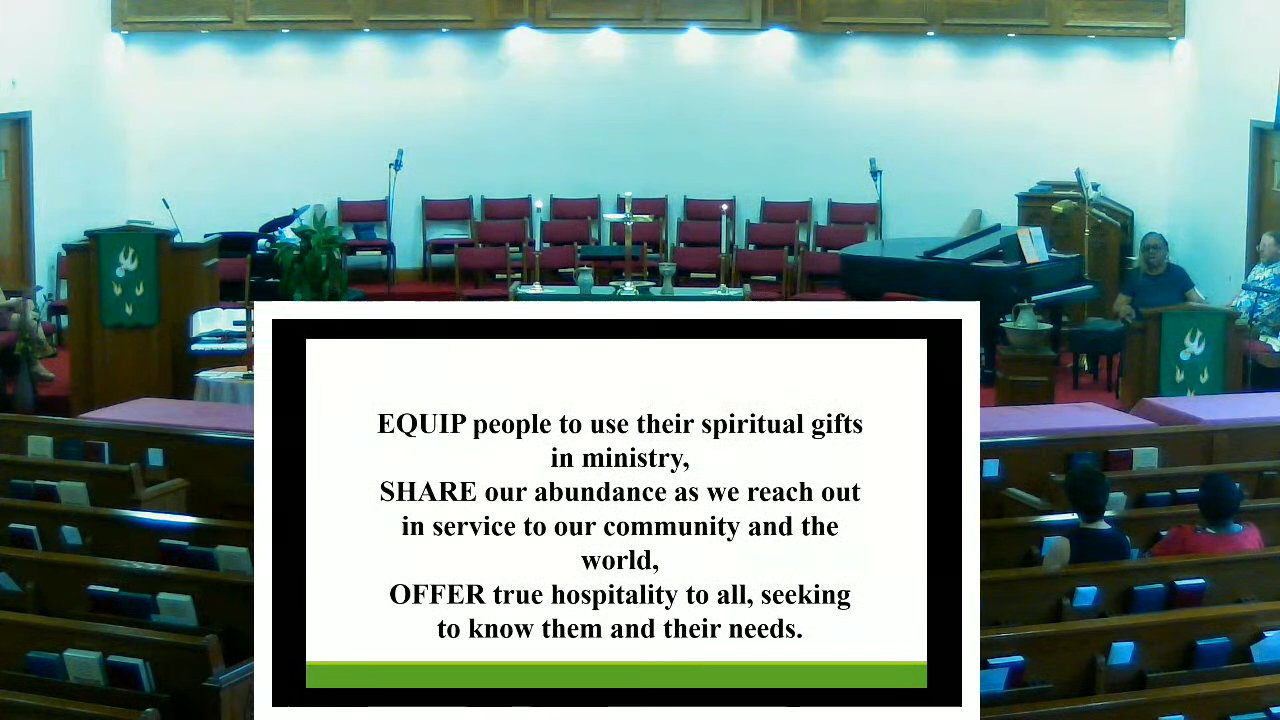 EQUIP people to use their spiritual gifts
in ministry,
SHARE our abundance as we reach out
in service to our community and the
world,
OFFER true hospitality to all, seeking
to know them and their needs.